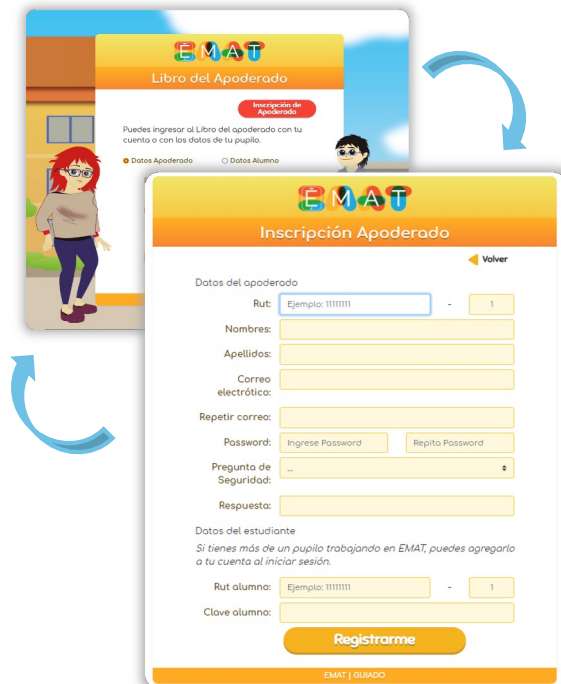 EMAT
Libro del Apoderado
Inscripción de
Apoderado
Puedes ingresar al Libro del apoderado con tu
cuenta o con los datos de tu pupilo.
Datos Apoderado Datos Alumno
EMAT
Inscripción Apoderado
Volver
Datos del apoderado
Rut: Ejemplo: 11111111 - 1
Nombres:
Apellidos:
Correo
electrótico:
Repetir correo:
Password: Ingrese Password Repita Password
Pregunta de ...
Seguridad:
Respuesta:
Datos del estudiante
Si tienes más de un pupilo trabajando en EMAT, puedes agregarlo
a tu cuenta al iniciar sesión.
Rut alumno: Ejemplo: 11111111 - 1
Clave alumno:
Registrarme
EMAT | GUIADO